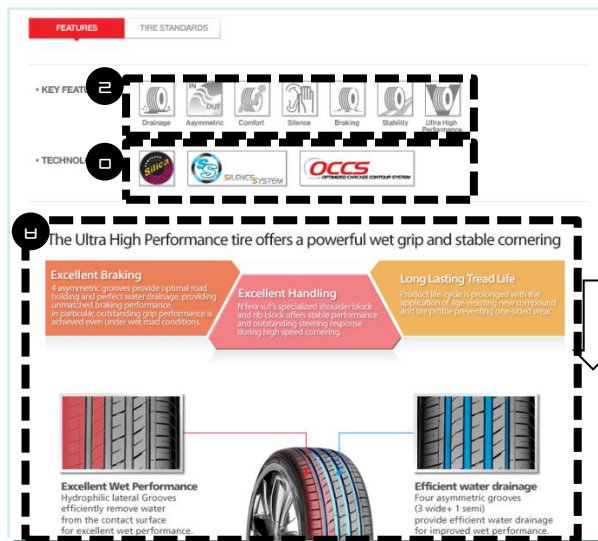 FEATURES
TIRE STANDARDS
• KEY FEAT
Drainage
IN
OUT
Asymmetric
Comfort
Silence
Braking
Stability
Ultra High
Performance
• TECHNOL
Silica
SS
SILENCE SYSTEM
OCCS
OPTIMIZED CARCASS CONTOUR SYSTEM
The Ultra High Performance tire offers a powerful wet grip and stable cornering
Excellent Braking
4 asymmetric grooves provide optimal road
holding and perfect water drainage, providing
unmatched braking performance.
In particular, outstanding grip performance is
achieved even under wet road conditions.
Excellent Handling
N'fera su1's specialized shoulder block
and rib block offers stable performance
and outstanding steering response
during high speed cornering.
Long Lasting Tread Life
Product life-cycle is prolonged with the
application of age-resisting new compound
and tire profile preventing one-sided wear.
Excellent Wet Performance
Hydrophilic lateral Grooves
efficiently remove water
from the contact surface
for excellent wet performance.
Efficient water drainage
Four asymmetric grooves
(3 wide+ 1 semi)
provide efficient water drainage
for improved wet performance.